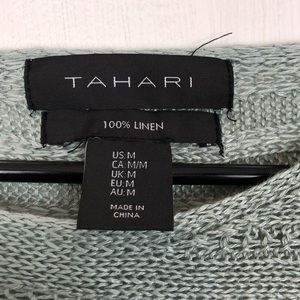 TAHARI
100% LINEN
US:M
CA:M/M
UK:M
EU:M
AU:M
MADE IN
CHINA